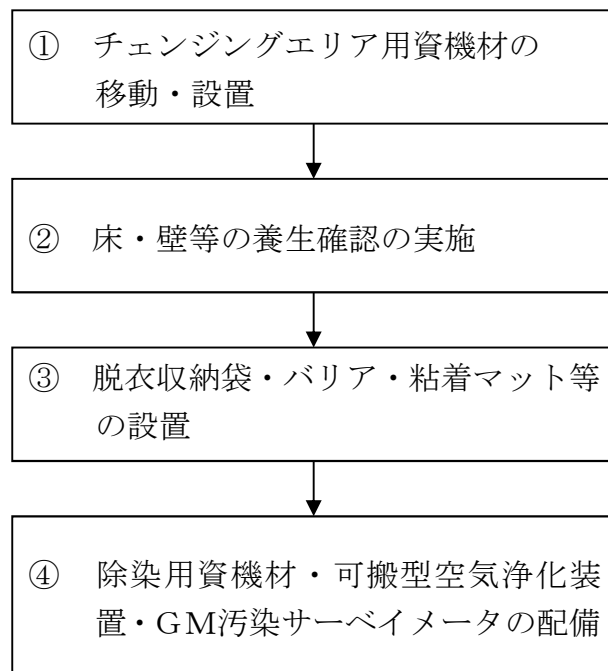 ① チェンジングエリア用資機材の
移動・設置
② 床・壁等の養生確認の実施
③ 脱衣収納袋・バリア・粘着マット等
の設置
④ 除染用資機材・可搬型空気浄化装
置・GM汚染サーベイメータの配備